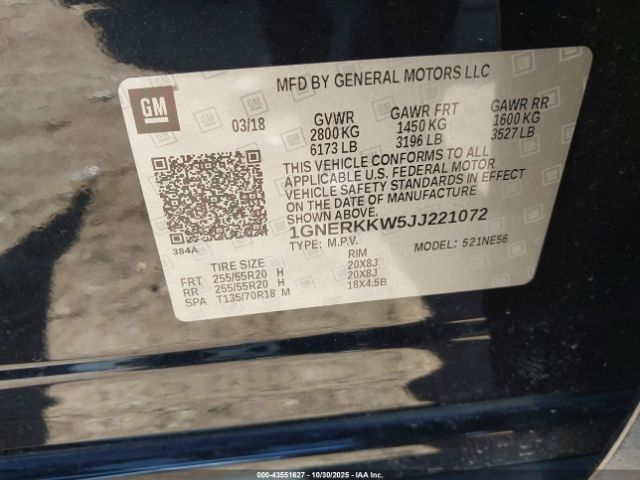 MFD BY GENERAL MOTORS LLC
GM
03/18
GVWR GAWR FRT GAWR RR
2800 KG 1450 KG 1600 KG
6173 LB 3196 LB 3527 LB
THIS VEHICLE CONFORMS TO ALL
APPLICABLE U.S. FEDERAL MOTOR
VEHICLE SAFETY STANDARDS IN EFFECT
ON THE DATE OF MANUFACTURE
SHOWN ABOVE.
1GNERKKW5JJ221072
384A
TYPE: M.P.V. MODEL: 521NE56
TIRE SIZE RIM
FRT 255/55R20 H 20X8J
RR 255/55R20 H 20X8J
SPA T135/70R18 M 18X4.5B
000-43551627 - 10/30/2025 - IAA Inc.